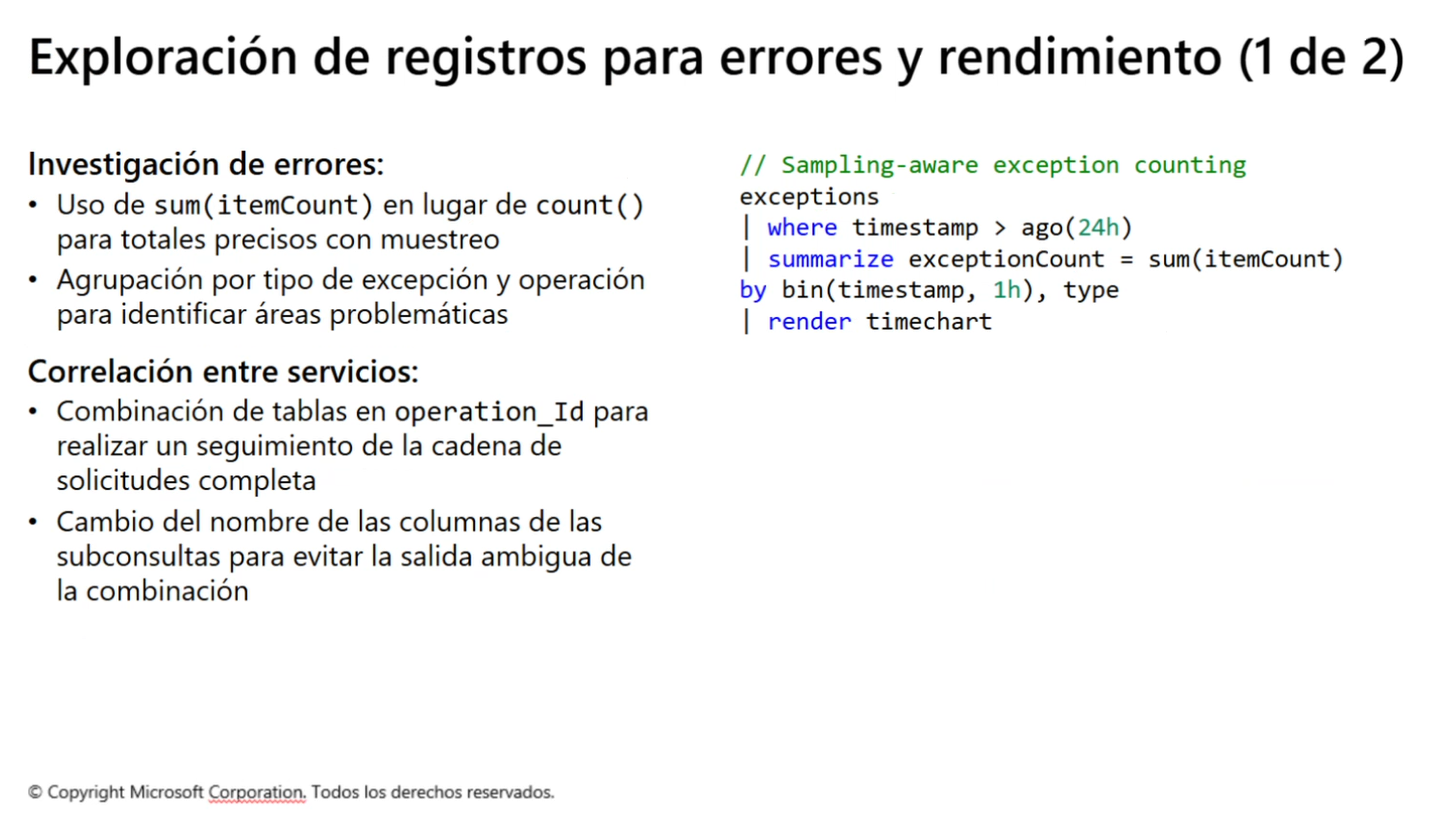 Exploración de registros para errores y rendimiento (1 de 2)
Investigación de errores:
• Uso de sum(itemCount) en lugar de count()
para totales precisos con muestreo
• Agrupación por tipo de excepción y operación
para identificar áreas problemáticas
Correlación entre servicios:
• Combinación de tablas en operation_Id para
realizar un seguimiento de la cadena de
solicitudes completa
• Cambio del nombre de las columnas de las
subconsultas para evitar la salida ambigua de
la combinación
// Sampling-aware exception counting
exceptions
| where timestamp > ago(24h)
| summarize exceptionCount = sum(itemCount)
by bin(timestamp, 1h), type
| render timechart
© Copyright Microsoft Corporation. Todos los derechos reservados.